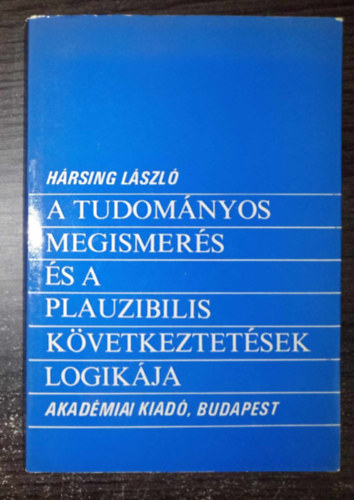 HÁRSING LÁSZLÓ
A TUDOMÁNYOS
MEGISMERÉS
ÉS A
PLAUZIBILIS
KÖVETKEZTETÉSEK
LOGIKÁJA
AKADÉMIAI KIADÓ, BUDAPEST